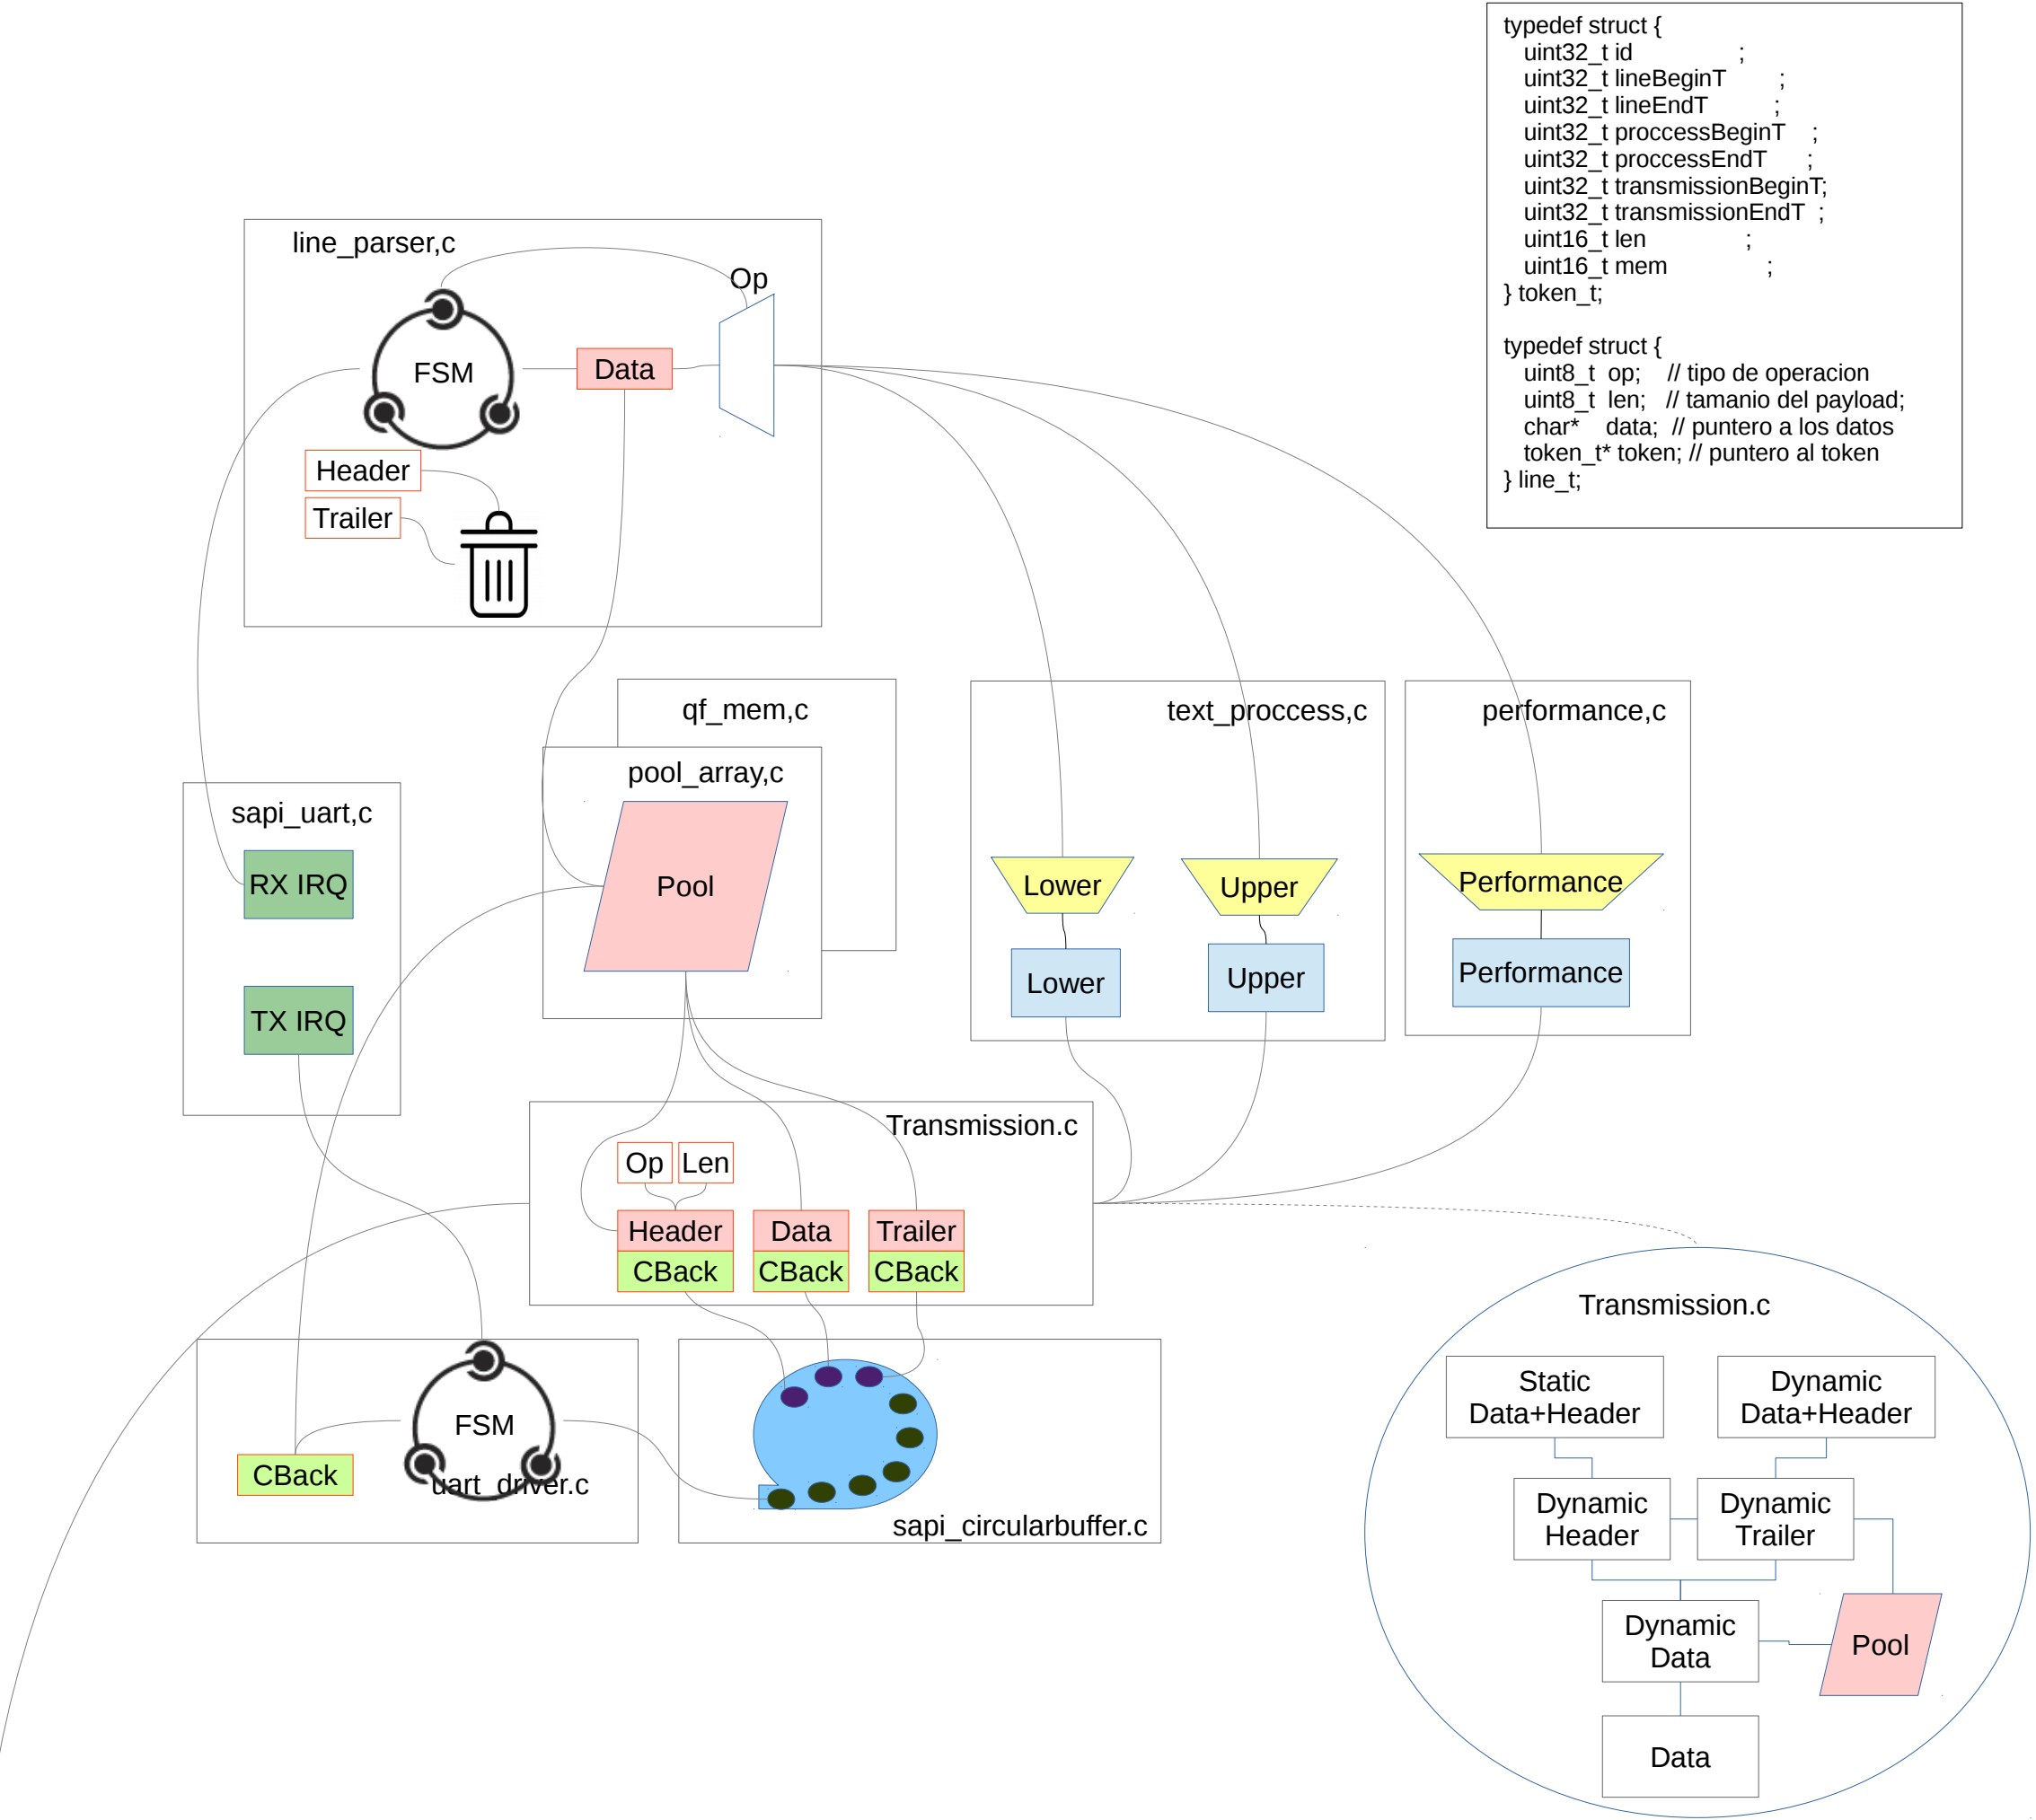 typedef struct {
uint32_t id ;
uint32_t lineBeginT ;
uint32_t lineEndT ;
uint32_t proccessBeginT ;
uint32_t proccessEndT ;
uint32_t transmissionBeginT;
uint32_t transmissionEndT ;
uint16_t len ;
uint16_t mem ;
} token_t;
typedef struct {
uint8_t op; // tipo de operacion
uint8_t len; // tamanio del payload;
char* data; // puntero a los datos
token_t* token; // puntero al token
} line_t;
line_parser,c
Op
FSM
Data
Header
Trailer
qf_mem,c
pool_array,c
Pool
text_proccess,c
Lower
Upper
Lower
Upper
performance,c
Performance
Performance
sapi_uart,c
RX IRQ
TX IRQ
Transmission.c
Op
Len
Header
Data
Trailer
CBack
CBack
CBack
FSM
CBack
uart_driver.c
sapi_circularbuffer.c
Transmission.c
Static
Data+Header
Dynamic
Data+Header
Dynamic
Header
Dynamic
Trailer
Dynamic
Data
Pool
Data